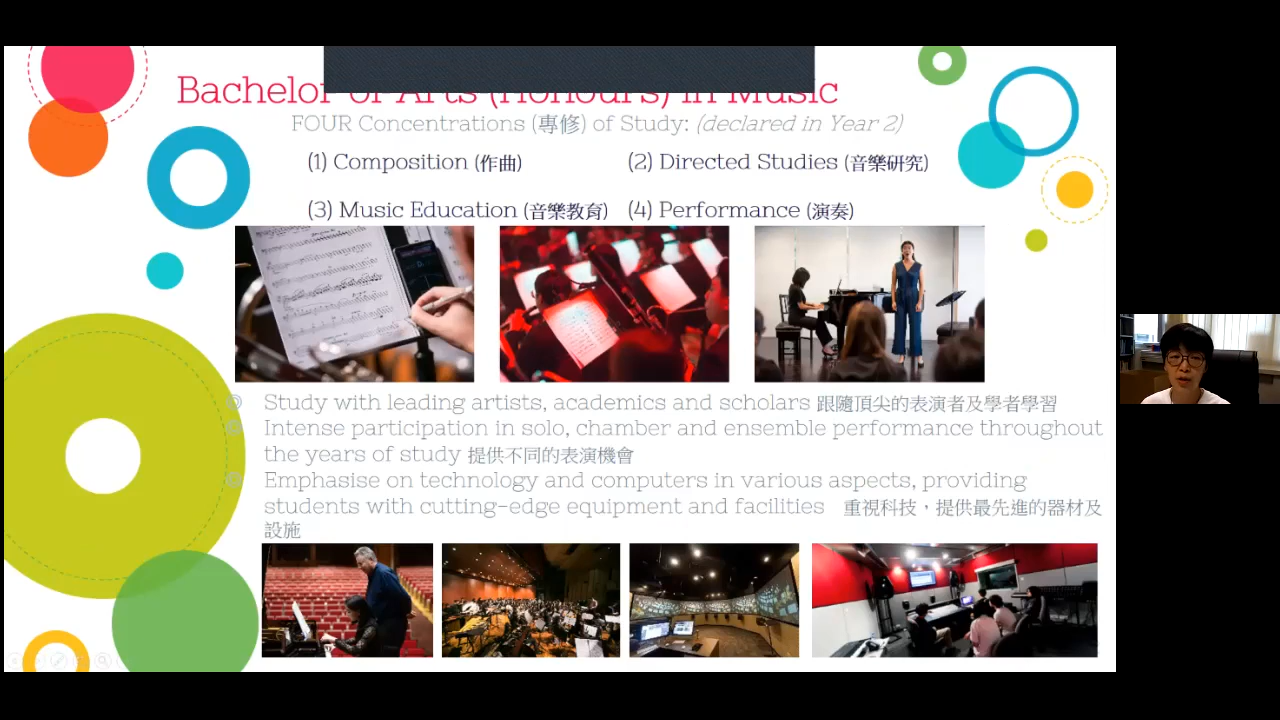 Bachelor of Arts (Honours) in Music
FOUR Concentrations (專修) of Study: (declared in Year 2)
(1) Composition (作曲) (2) Directed Studies (音樂研究)
(3) Music Education (音樂教育) (4) Performance (演奏)
Study with leading artists, academics and scholars 跟隨頂尖的表演者及學者學習
Intense participation in solo, chamber and ensemble performance throughout
the years of study 提供不同的表演機會
Emphasise on technology and computers in various aspects, providing
students with cutting-edge equipment and facilities 重視科技，提供最先進的器材及
設施